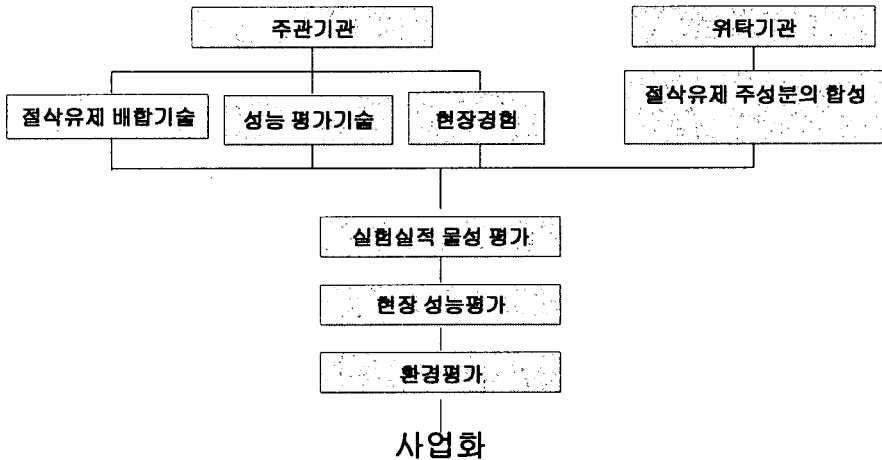 주관기관
위탁기관
절삭유제 배합기술
성능 평가기술
현장경험
절삭유제 주성분의 합성
실험실적 물성 평가
현장 성능평가
환경평가
사업화